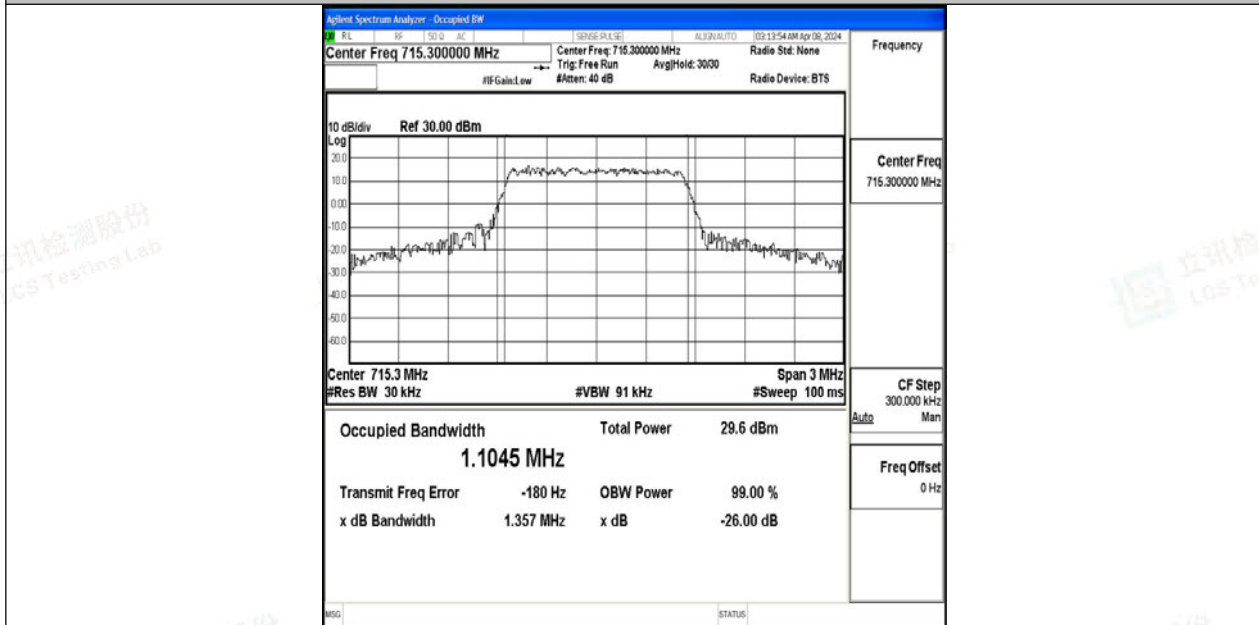 Agilent Spectrum Analyzer - Occupied BW
RL RF 50 Ω AC SENSE:PULSE ALIGN AUTO 03:13:54 AM Apr 08, 2024
Center Freq 715.300000 MHz
Center Freq: 715.300000 MHz
Radio Std: None
Trig: Free Run Avg|Hold: 30/30
#IFGain:Low
#Atten: 40 dB
Radio Device: BTS
Frequency
10 dB/div Ref 30.00 dBm
Log
20.0
10.0
0.00
-10.0
-20.0
-30.0
-40.0
-50.0
-60.0
Center 715.3 MHz Span 3 MHz
#Res BW 30 kHz #VBW 91 kHz #Sweep 100 ms
Center Freq
715.300000 MHz
CF Step
300.000 kHz
Auto Man
Freq Offset
0 Hz
Occupied Bandwidth Total Power 29.6 dBm
1.1045 MHz
Transmit Freq Error -180 Hz OBW Power 99.00 %
x dB Bandwidth 1.357 MHz x dB -26.00 dB
MSG STATUS
立讯检测股份
LCS Testing Lab